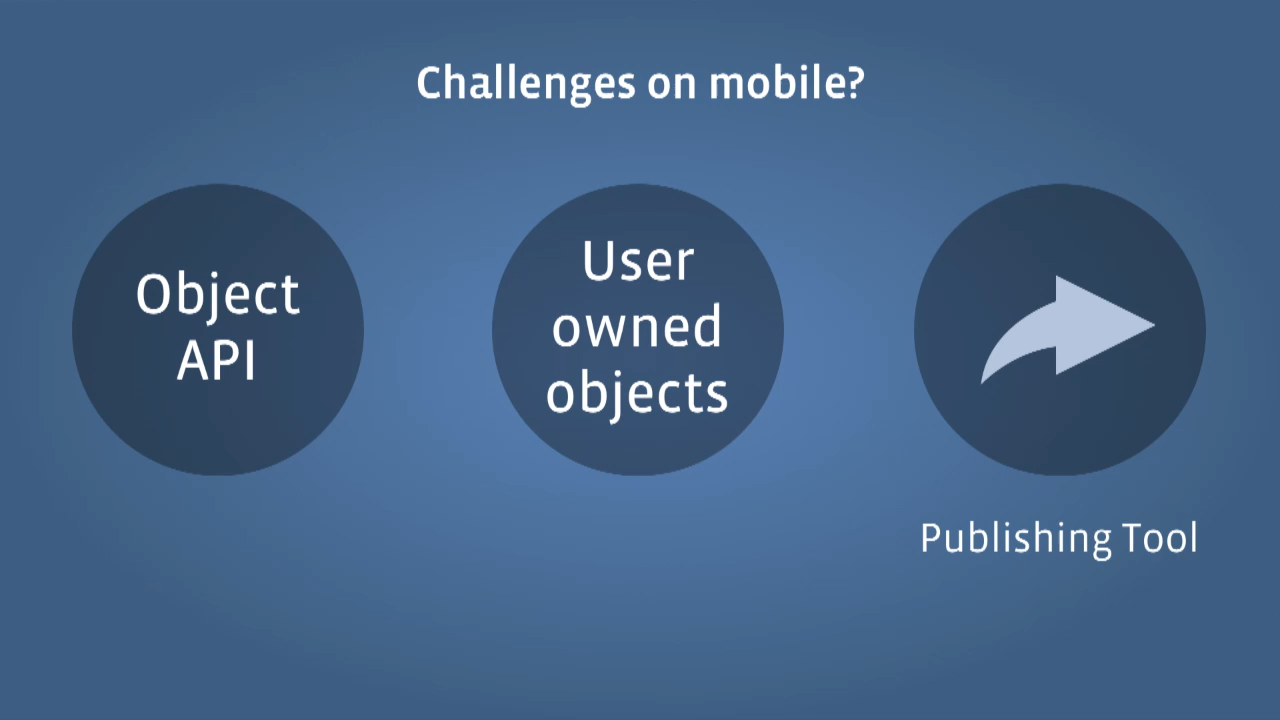 Challenges on mobile?
Object
API
User
owned
objects
Publishing Tool